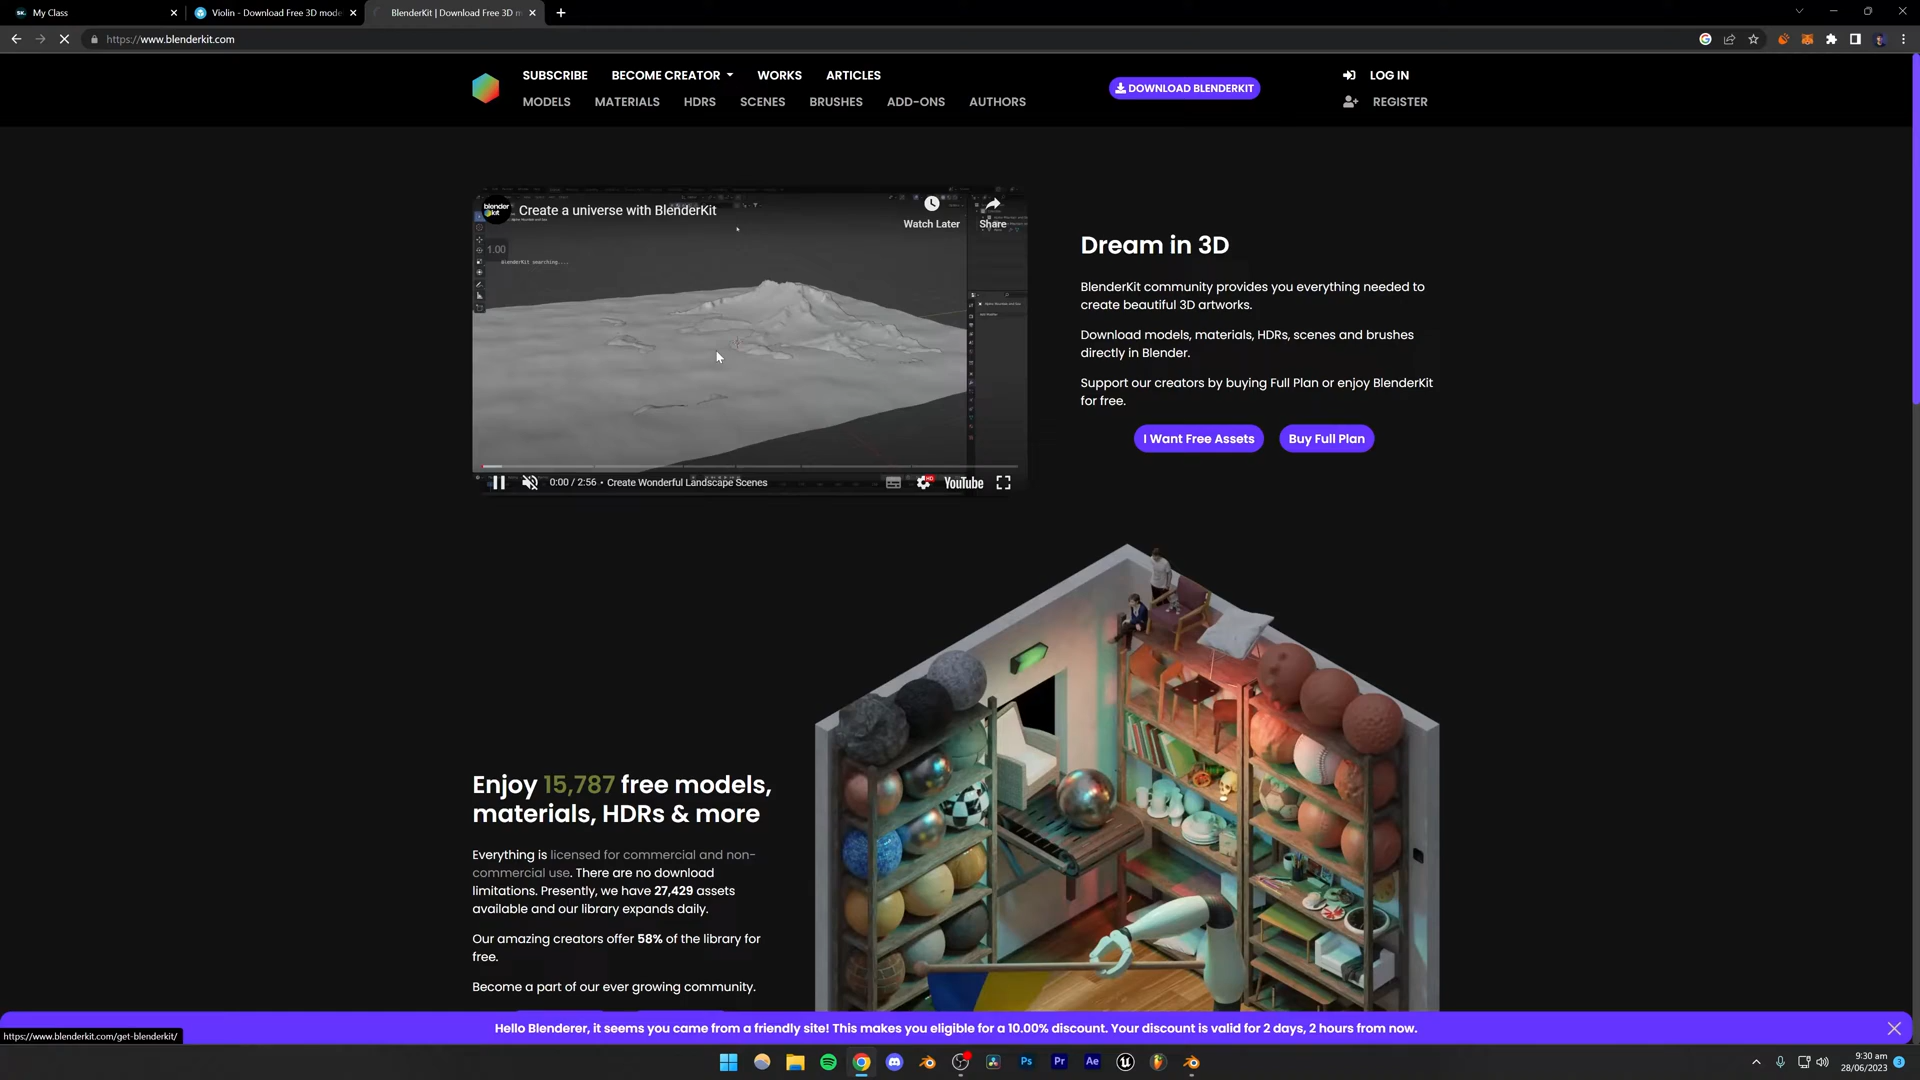 My Class
Violin - Download Free 3D mode
BlenderKit | Download Free 3D m
https://www.blenderkit.com
SUBSCRIBE BECOME CREATOR WORKS ARTICLES
MODELS MATERIALS HDRS SCENES BRUSHES ADD-ONS AUTHORS
DOWNLOAD BLENDERKIT
LOG IN
REGISTER
blender kit
Create a universe with BlenderKit
Watch Later
Share
1.00
BlenderKit searching....
0:00 / 2:56 • Create Wonderful Landscape Scenes
HD
YouTube
Dream in 3D
BlenderKit community provides you everything needed to
create beautiful 3D artworks.
Download models, materials, HDRs, scenes and brushes
directly in Blender.
Support our creators by buying Full Plan or enjoy BlenderKit
for free.
I Want Free Assets
Buy Full Plan
Enjoy 15,787 free models,
materials, HDRs & more
Everything is licensed for commercial and non-
commercial use. There are no download
limitations. Presently, we have 27,429 assets
available and our library expands daily.
Our amazing creators offer 58% of the library for
free.
Become a part of our ever growing community.
Hello Blenderer, it seems you came from a friendly site! This makes you eligible for a 10.00% discount. Your discount is valid for 2 days, 2 hours from now.
https://www.blenderkit.com/get-blenderkit/
Ps
Pr
Ae
9:30 am
28/06/2023
3